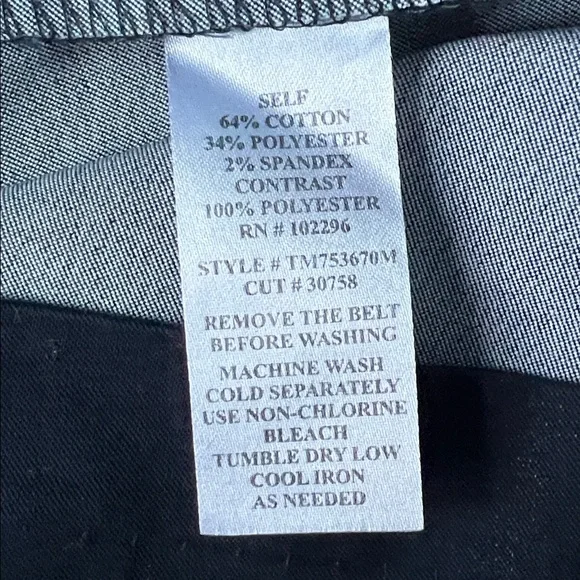 SELF
64% COTTON
34% POLYESTER
2% SPANDEX
CONTRAST
100% POLYESTER
RN # 102296
STYLE # TM753670M
CUT # 30758
REMOVE THE BELT
BEFORE WASHING
MACHINE WASH
COLD SEPARATELY
USE NON-CHLORINE
BLEACH
TUMBLE DRY LOW
COOL IRON
AS NEEDED